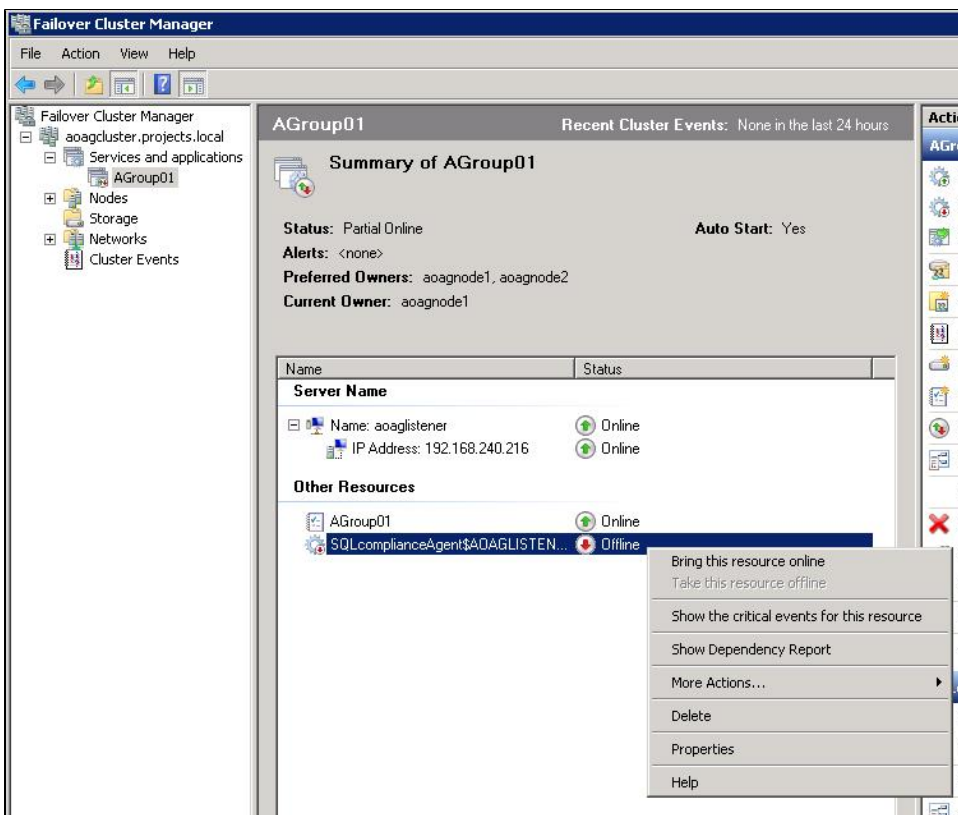 Failover Cluster Manager
File Action View Help
Failover Cluster Manager
aoagcluster.projects.local
Services and applications
AGroup01
Nodes
Storage
Networks
Cluster Events
AGroup01 Recent Cluster Events: None in the last 24 hours
Summary of AGroup01
Status: Partial Online Auto Start: Yes
Alerts: <none>
Preferred Owners: aoagnode1, aoagnode2
Current Owner: aoagnode1
Name Status
Server Name
Name: aoaglistener Online
IP Address: 192.168.240.216 Online
Other Resources
AGroup01 Online
SQLcomplianceAgent$AOAGLISTEN... Offline
Bring this resource online
Take this resource offline
Show the critical events for this resource
Show Dependency Report
More Actions...
Delete
Properties
Help
Acti
AGr